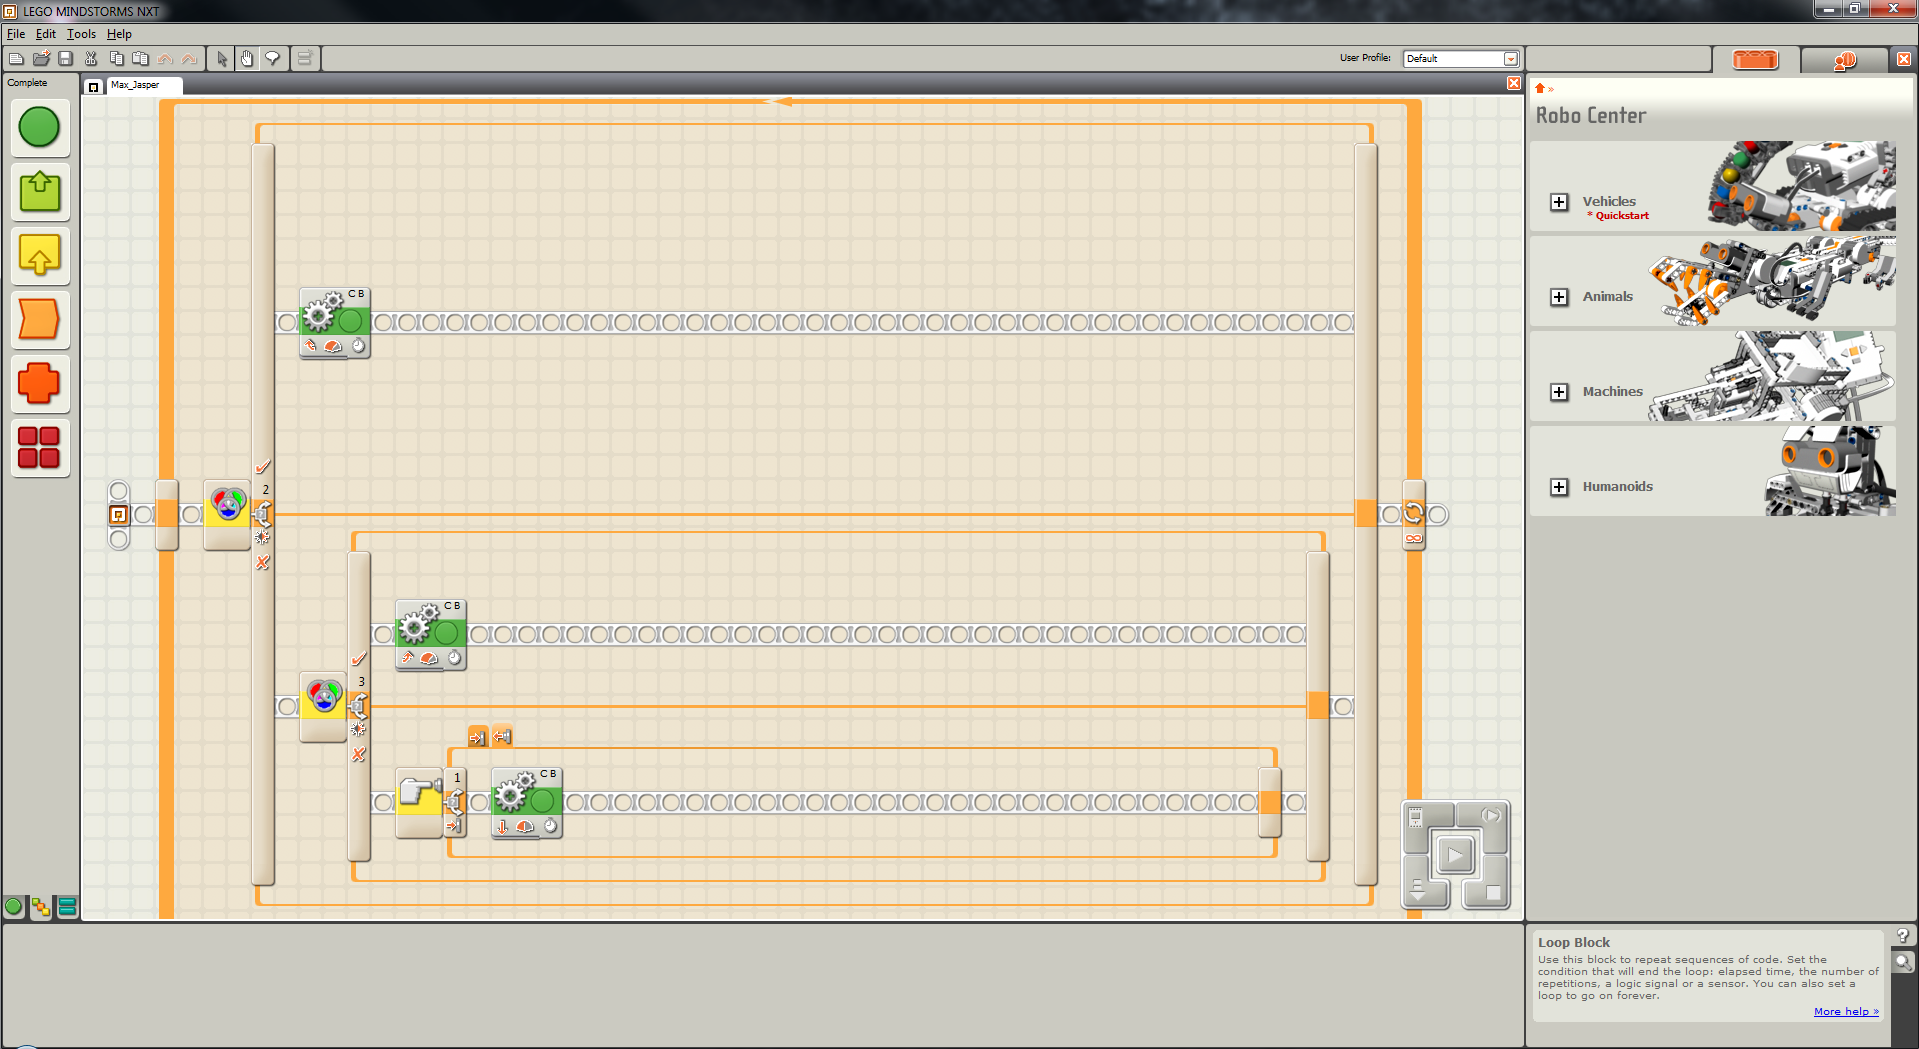 LEGO MINDSTORMS NXT
File Edit Tools Help
User Profile: Default
Complete
Max_Jasper
C B
2
C B
3
1
C B
Robo Center
Vehicles
* Quickstart
Animals
Machines
Humanoids
Loop Block
Use this block to repeat sequences of code. Set the
condition that will end the loop: elapsed time, the number of
repetitions, a logic signal or a sensor. You can also set a
loop to go on forever.
More help »